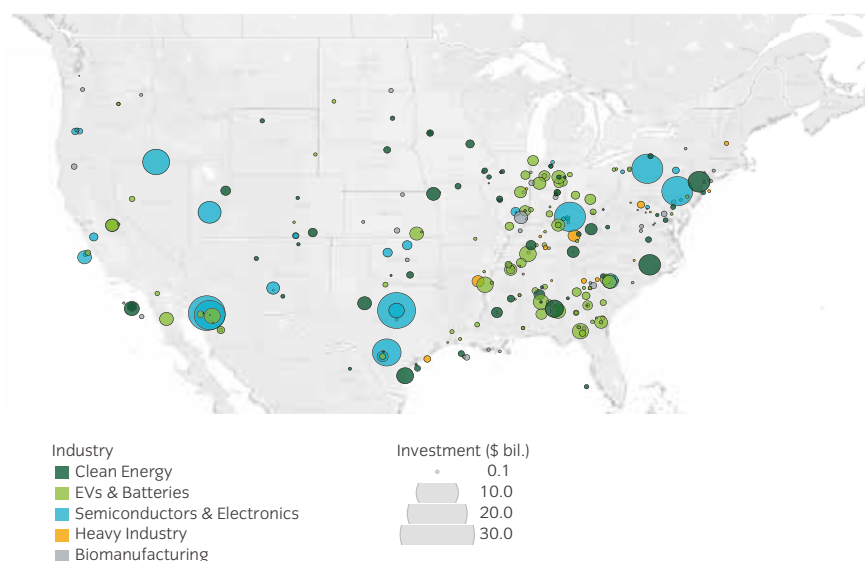 Industry
Clean Energy
EVs & Batteries
Semiconductors & Electronics
Heavy Industry
Biomanufacturing
Investment ($ bil.)
0.1
10.0
20.0
30.0